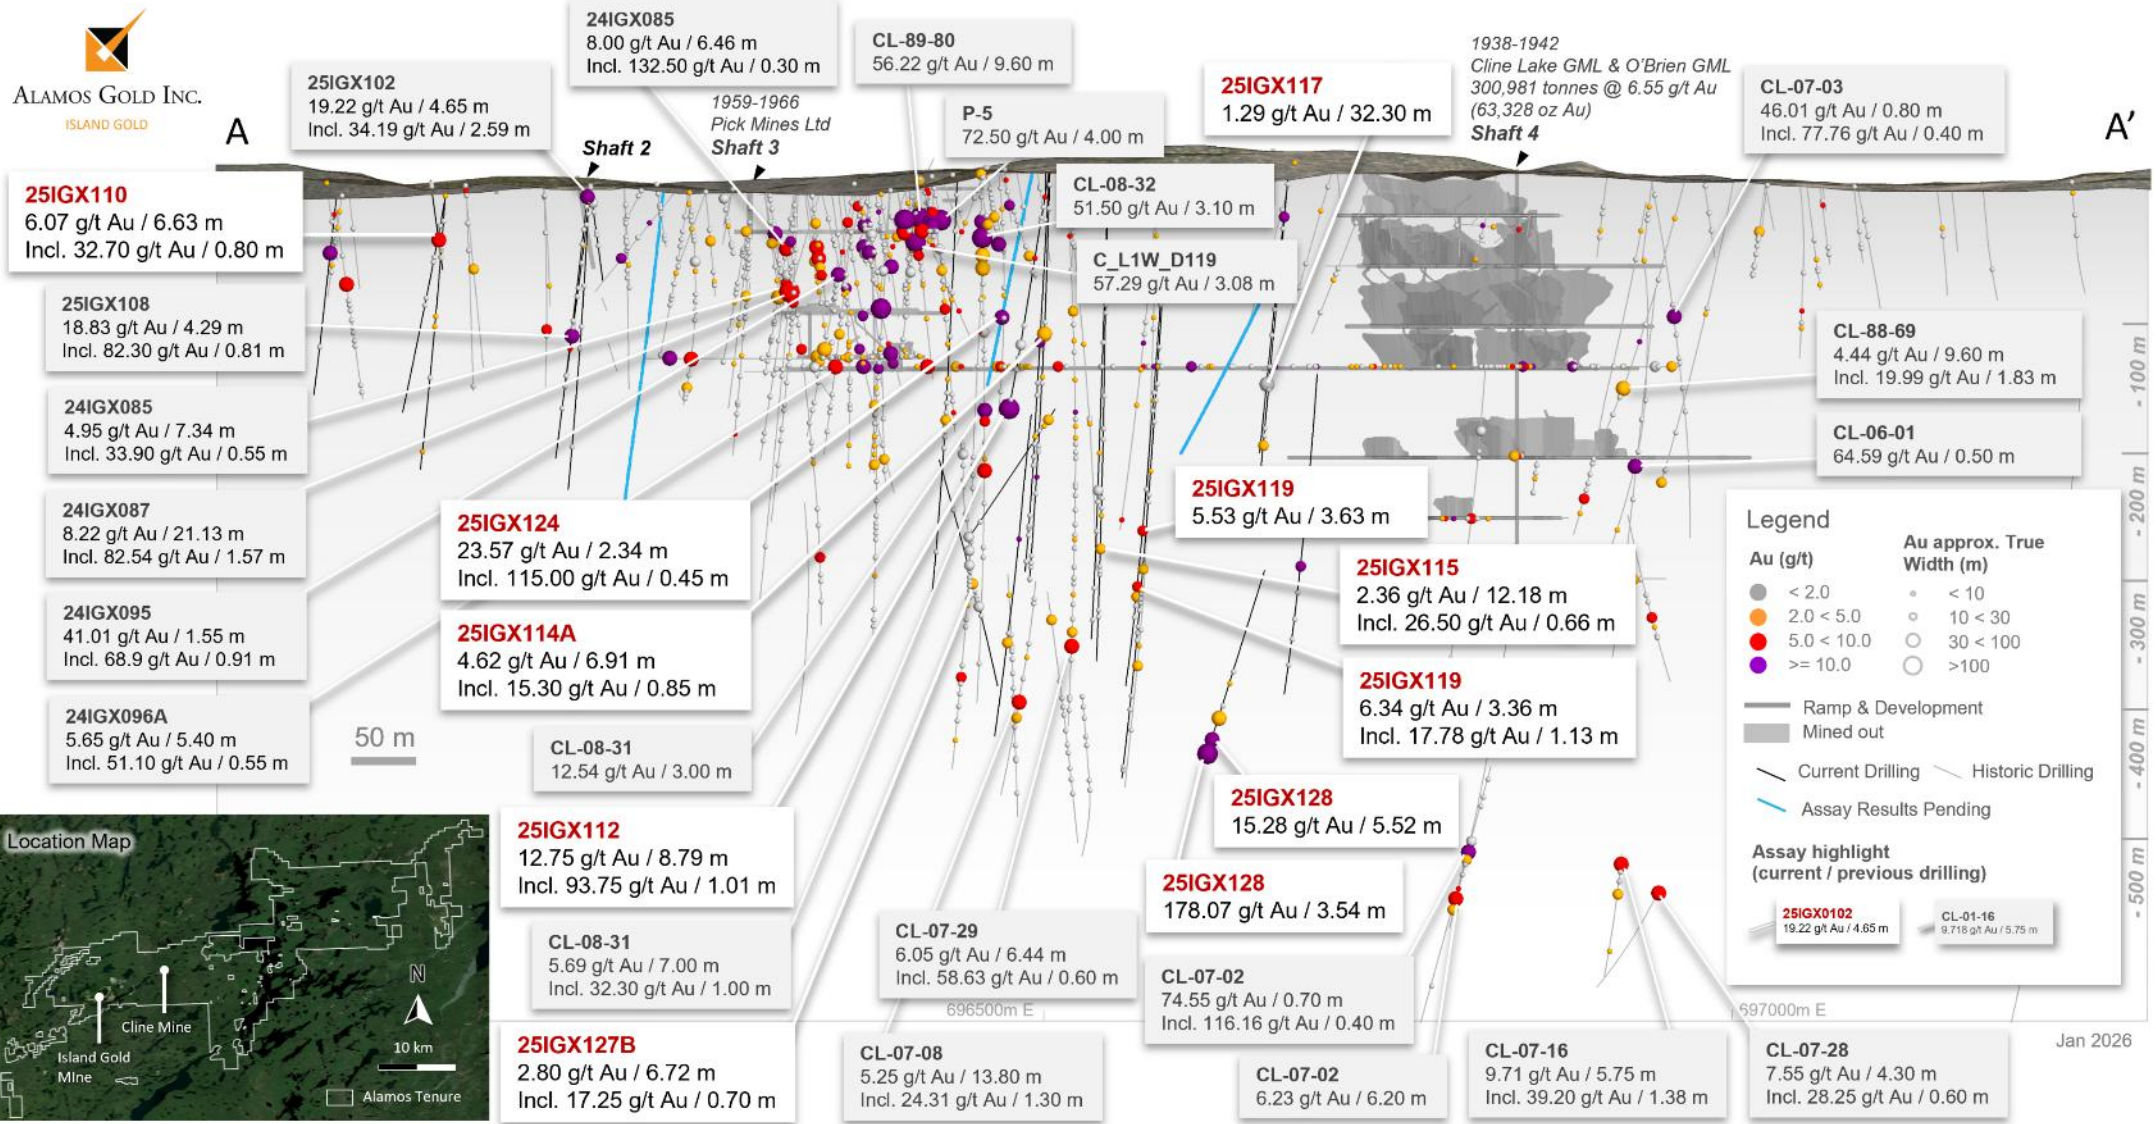 ALAMOS GOLD INC.
ISLAND GOLD
A
A'
25IGX102
19.22 g/t Au / 4.65 m
Incl. 34.19 g/t Au / 2.59 m
24IGX085
8.00 g/t Au / 6.46 m
Incl. 132.50 g/t Au / 0.30 m
CL-89-80
56.22 g/t Au / 9.60 m
1959-1966
Pick Mines Ltd
Shaft 3
Shaft 2
P-5
72.50 g/t Au / 4.00 m
25IGX117
1.29 g/t Au / 32.30 m
1938-1942
Cline Lake GML & O'Brien GML
300,981 tonnes @ 6.55 g/t Au
(63,328 oz Au)
Shaft 4
CL-07-03
46.01 g/t Au / 0.80 m
Incl. 77.76 g/t Au / 0.40 m
CL-08-32
51.50 g/t Au / 3.10 m
C_L1W_D119
57.29 g/t Au / 3.08 m
25IGX110
6.07 g/t Au / 6.63 m
Incl. 32.70 g/t Au / 0.80 m
25IGX108
18.83 g/t Au / 4.29 m
Incl. 82.30 g/t Au / 0.81 m
24IGX085
4.95 g/t Au / 7.34 m
Incl. 33.90 g/t Au / 0.55 m
24IGX087
8.22 g/t Au / 21.13 m
Incl. 82.54 g/t Au / 1.57 m
24IGX095
41.01 g/t Au / 1.55 m
Incl. 68.9 g/t Au / 0.91 m
24IGX096A
5.65 g/t Au / 5.40 m
Incl. 51.10 g/t Au / 0.55 m
50 m
25IGX124
23.57 g/t Au / 2.34 m
Incl. 115.00 g/t Au / 0.45 m
25IGX114A
4.62 g/t Au / 6.91 m
Incl. 15.30 g/t Au / 0.85 m
CL-08-31
12.54 g/t Au / 3.00 m
25IGX112
12.75 g/t Au / 8.79 m
Incl. 93.75 g/t Au / 1.01 m
CL-08-31
5.69 g/t Au / 7.00 m
Incl. 32.30 g/t Au / 1.00 m
25IGX127B
2.80 g/t Au / 6.72 m
Incl. 17.25 g/t Au / 0.70 m
CL-07-29
6.05 g/t Au / 6.44 m
Incl. 58.63 g/t Au / 0.60 m
696500m E
CL-07-08
5.25 g/t Au / 13.80 m
Incl. 24.31 g/t Au / 1.30 m
25IGX119
5.53 g/t Au / 3.63 m
25IGX115
2.36 g/t Au / 12.18 m
Incl. 26.50 g/t Au / 0.66 m
25IGX119
6.34 g/t Au / 3.36 m
Incl. 17.78 g/t Au / 1.13 m
25IGX128
15.28 g/t Au / 5.52 m
25IGX128
178.07 g/t Au / 3.54 m
CL-07-02
74.55 g/t Au / 0.70 m
Incl. 116.16 g/t Au / 0.40 m
CL-07-02
6.23 g/t Au / 6.20 m
CL-07-16
9.71 g/t Au / 5.75 m
Incl. 39.20 g/t Au / 1.38 m
CL-07-28
7.55 g/t Au / 4.30 m
Incl. 28.25 g/t Au / 0.60 m
697000m E
Jan 2026
CL-88-69
4.44 g/t Au / 9.60 m
Incl. 19.99 g/t Au / 1.83 m
CL-06-01
64.59 g/t Au / 0.50 m
- 100 m
- 200 m
- 300 m
- 400 m
- 500 m
Legend
Au (g/t)
< 2.0
2.0 < 5.0
5.0 < 10.0
>= 10.0
Au approx. True
Width (m)
< 10
10 < 30
30 < 100
>100
Ramp & Development
Mined out
Current Drilling
Historic Drilling
Assay Results Pending
Assay highlight
(current / previous drilling)
25IGX0102
19.22 g/t Au / 4.65 m
CL-01-16
9.718 g/t Au / 5.75 m
Location Map
Cline Mine
Island Gold
MIne
N
10 km
Alamos Tenure